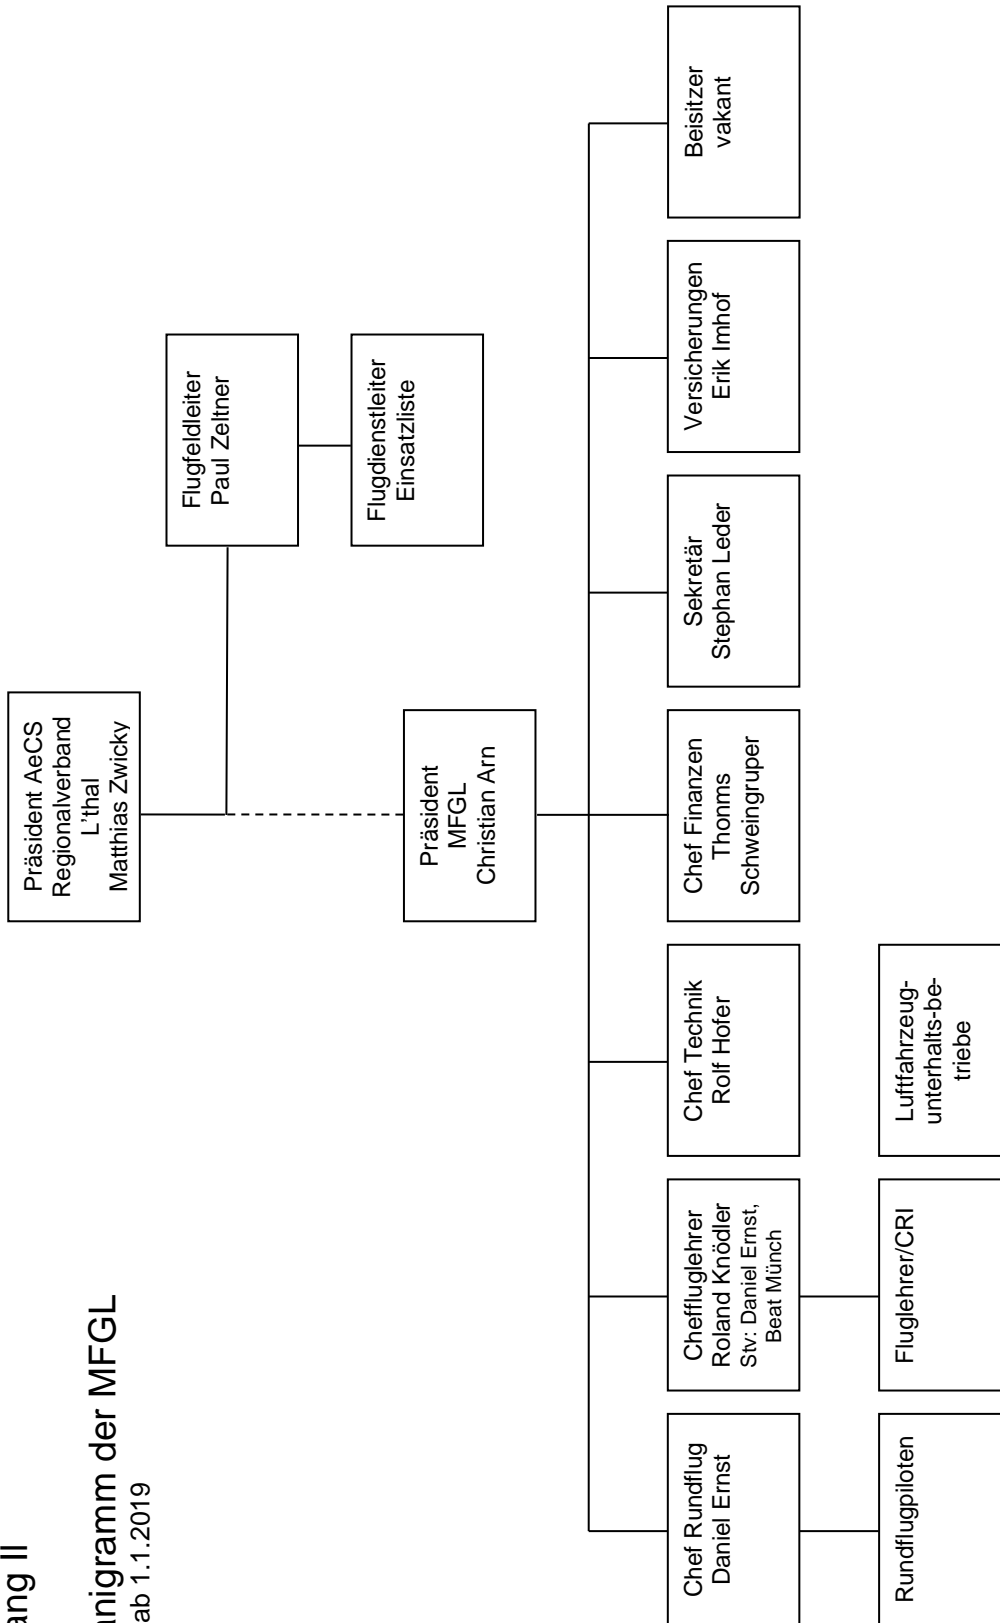 ang II
nigramm der MFGL
ab 1.1.2019
Präsident AeCS
Regionalverband
L'thal
Matthias Zwicky
Flugfeldleiter
Paul Zeltner
Flugdienstleiter
Einsatzliste
Präsident
MFGL
Christian Arn
Chef Rundflug
Daniel Ernst
Cheffluglehrer
Roland Knödler
Stv: Daniel Ernst,
Beat Münch
Chef Technik
Rolf Hofer
Chef Finanzen
Thonms
Schweingruper
Sekretär
Stephan Leder
Versicherungen
Erik Imhof
Beisitzer
vakant
Rundflugpiloten
Fluglehrer/CRI
Luftfahrzeug-
unterhalts-be-
triebe